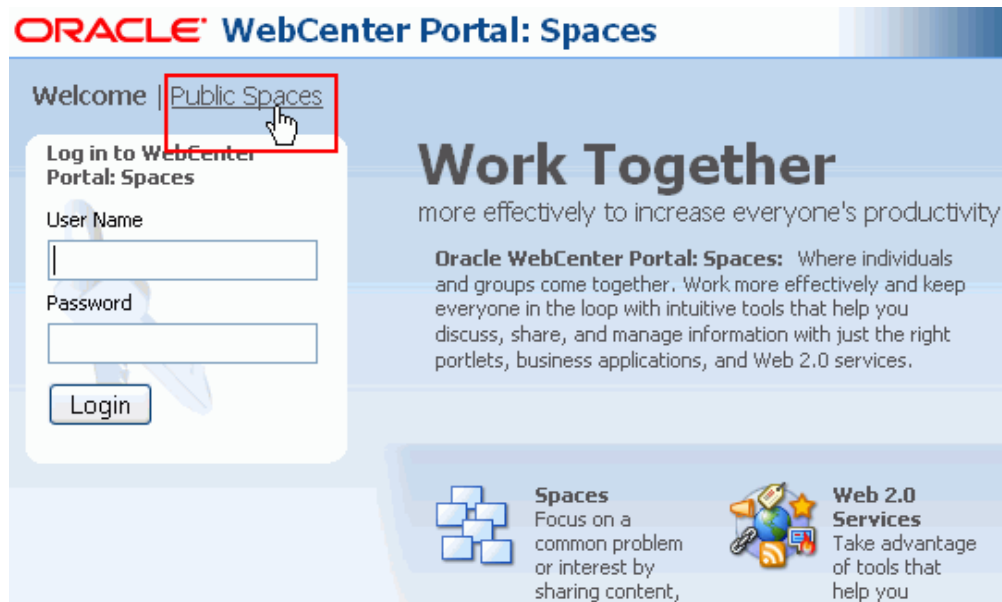 ORACLE WebCenter Portal: Spaces
Welcome | Public Spaces
Log in to WebCenter
Portal: Spaces
User Name
Password
Login
Work Together
more effectively to increase everyone's productivity
Oracle WebCenter Portal: Spaces: Where individuals
and groups come together. Work more effectively and keep
everyone in the loop with intuitive tools that help you
discuss, share, and manage information with just the right
portlets, business applications, and Web 2.0 services.
Spaces
Focus on a
common problem
or interest by
sharing content,
Web 2.0
Services
Take advantage
of tools that
help you